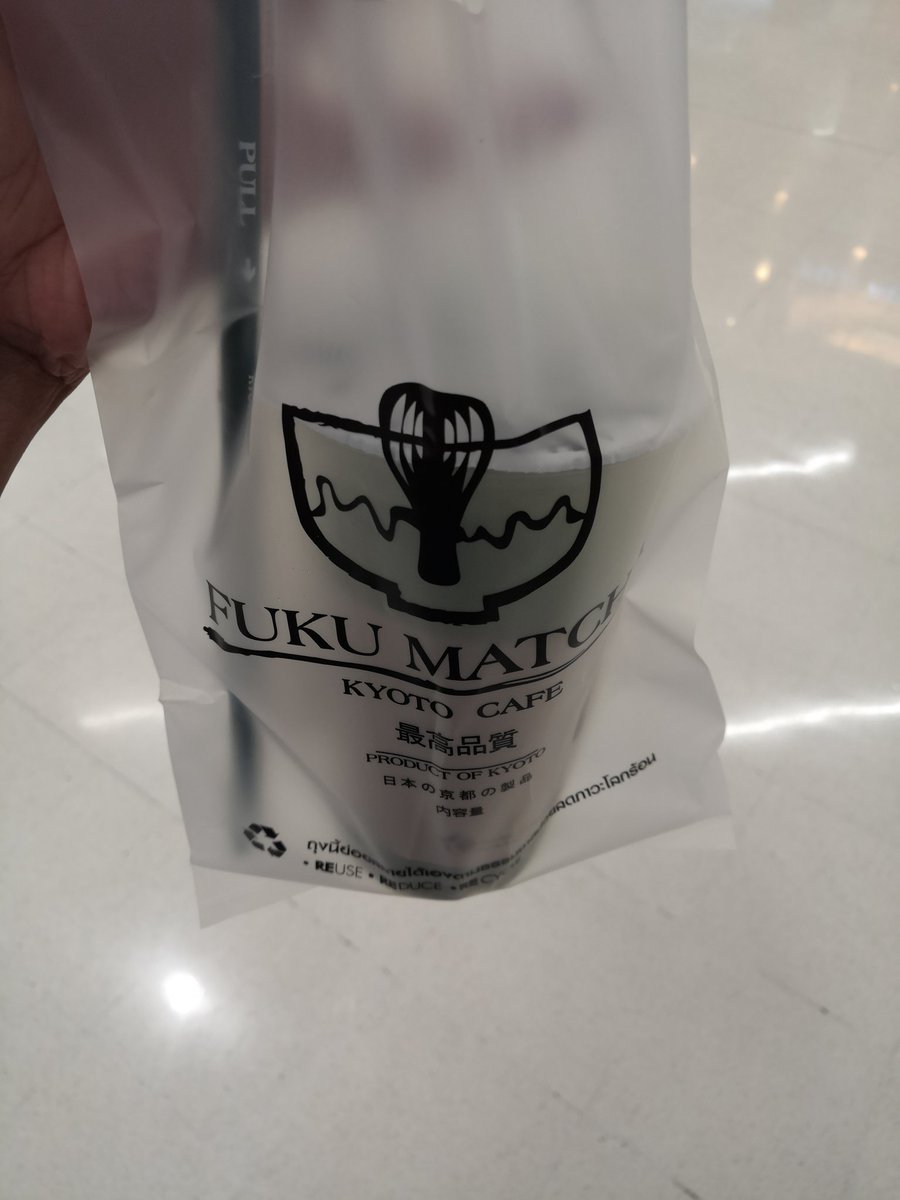 PULL
FUKU MATCH
KYOTO CAFE
最高品質
PRODUCT OF KYOTO
日本の京都の製品
内容量
• REUSE • REDUCE • RECYC